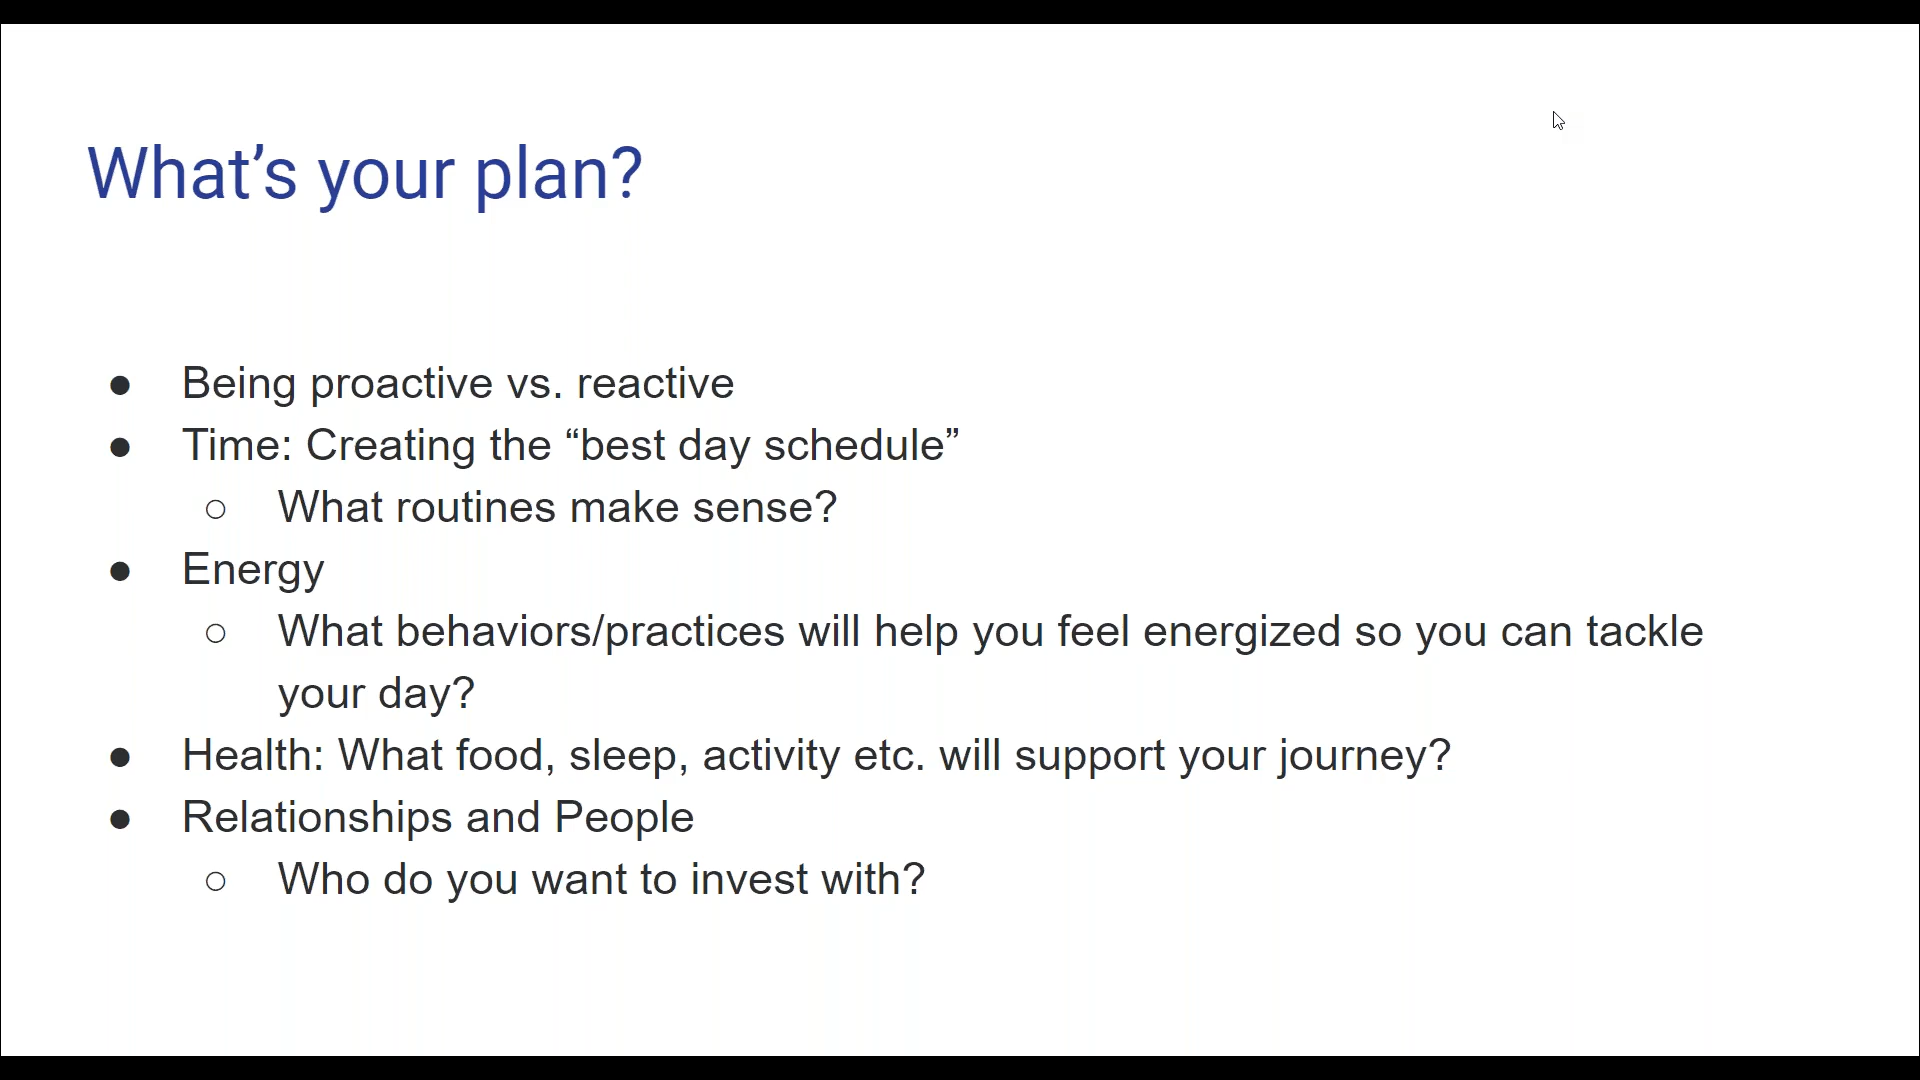 What’s your plan?
● Being proactive vs. reactive
● Time: Creating the “best day schedule”
○ What routines make sense?
● Energy
○ What behaviors/practices will help you feel energized so you can tackle
your day?
● Health: What food, sleep, activity etc. will support your journey?
● Relationships and People
○ Who do you want to invest with?